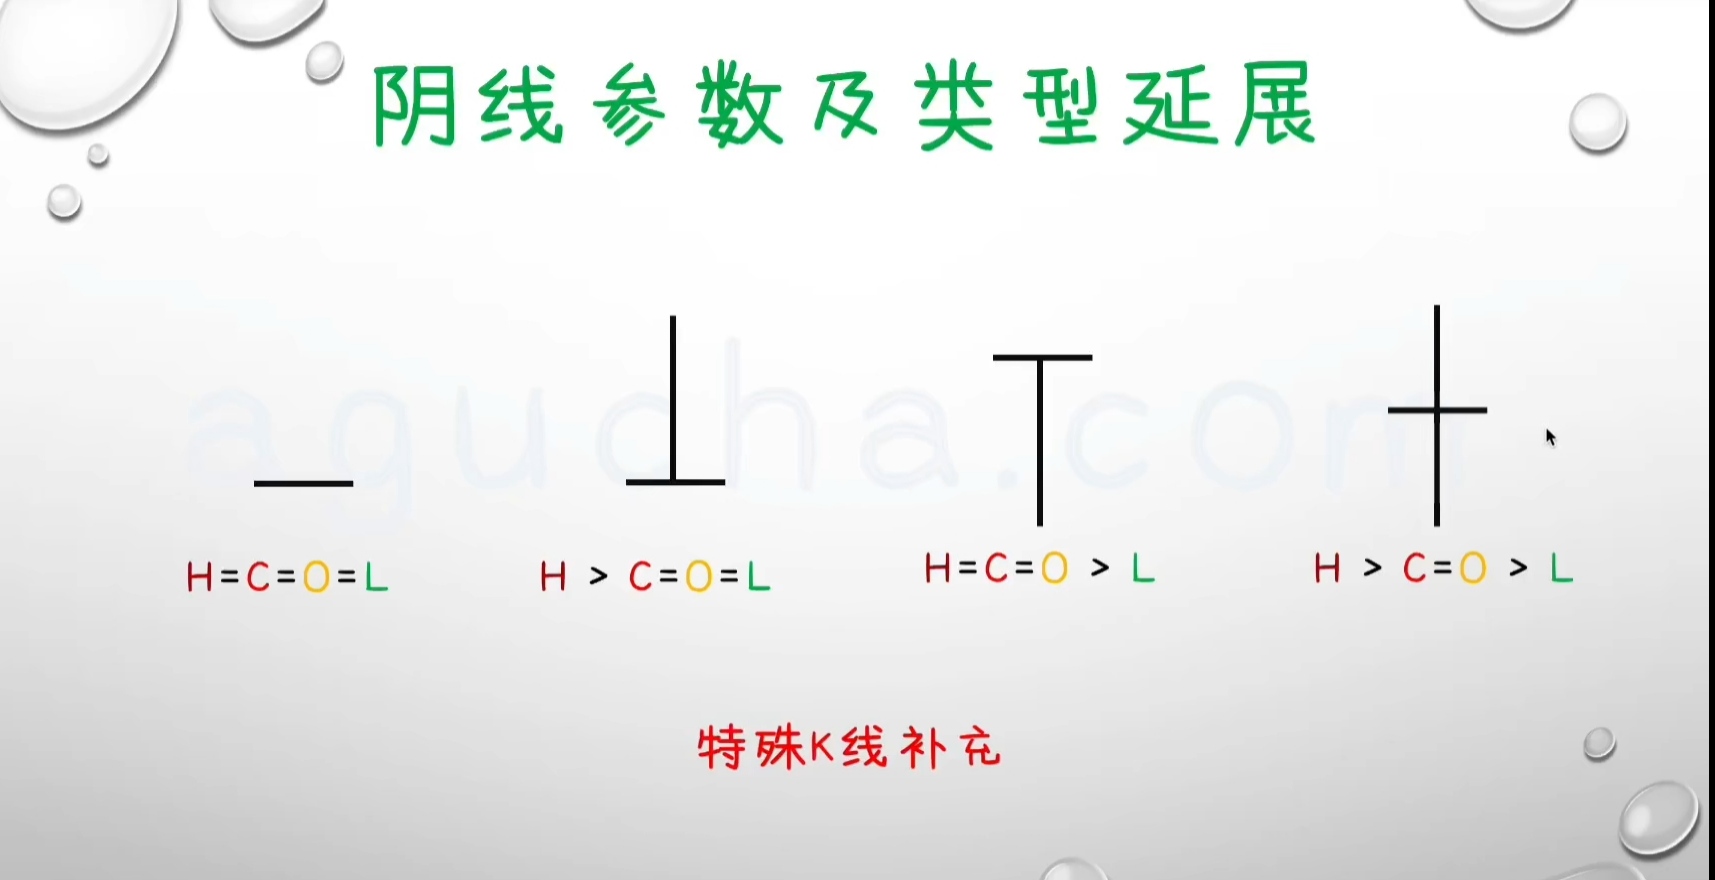 阴线参数及类型延展
agucha.com
H=C=O=L
H > C=O=L
H=C=O > L
H > C=O > L
特殊K线补充